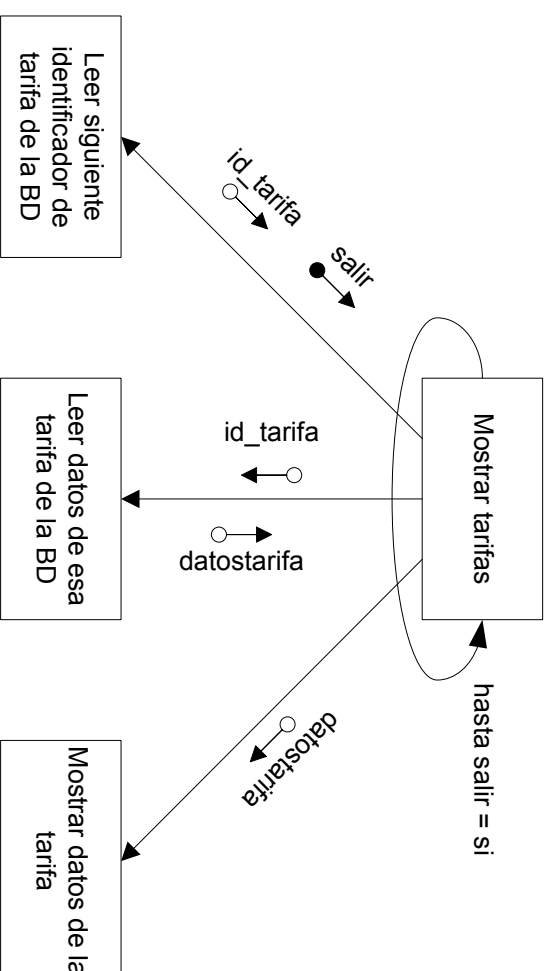 Mostrar tarifas
hasta salir = si
id_tarifa
salir
id_tarifa
datostarifa
datostarifa
Leer siguiente
identificador de
tarifa de la BD
Leer datos de esa
tarifa de la BD
Mostrar datos de la
tarifa